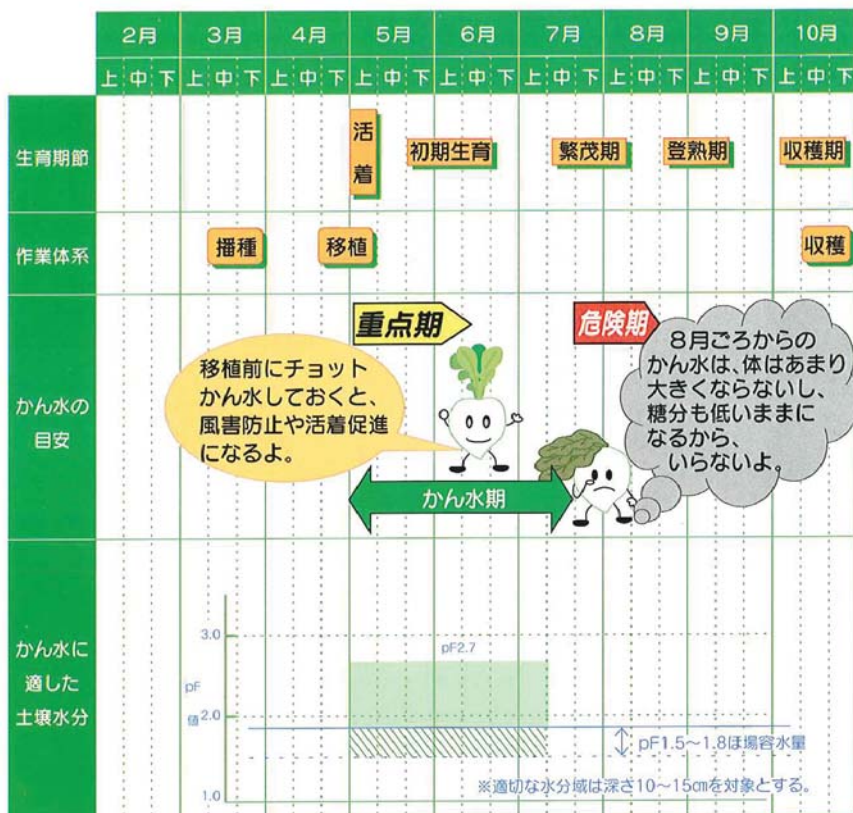 2月 3月 4月 5月 6月 7月 8月 9月 10月
上 中 下 上 中 下 上 中 下 上 中 下 上 中 下 上 中 下 上 中 下 上 中 下 上 中 下
生育期節
活着
初期生育
繁茂期
登熟期
収穫期
作業体系
播種
移植
収穫
かん水の
目安
重点期
危険期
移植前にチョット
かん水しておくと、
風害防止や活着促進
になるよ。
8月ごろからの
かん水は、体はあまり
大きくならないし、
糖分も低いままに
なるから、
いらないよ。
かん水期
かん水に
適した
土壌水分
pF
値
3.0
2.0
1.0
pF2.7
pF1.5～1.8ほ場容水量
※適切な水分域は深さ10～15㎝を対象とする。